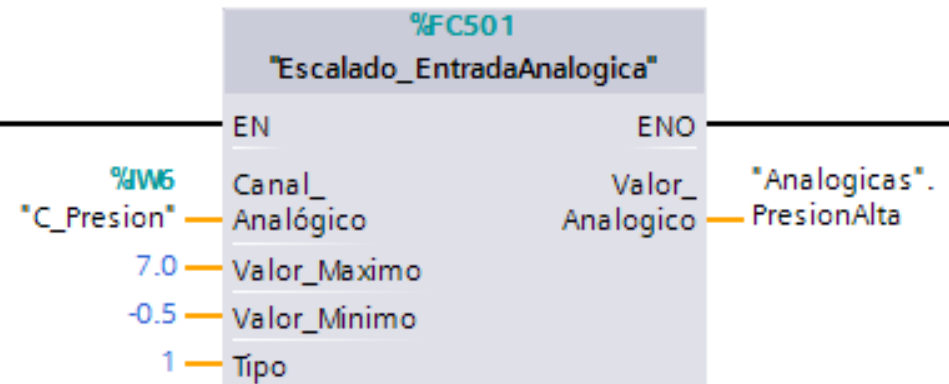 %FC501
"Escalado_EntradaAnalogica"
EN ENO
%IW6
"C_Presion"
Canal_
Analógico
Valor_
Analogico
"Analogicas".
PresionAlta
7.0 Valor_Maximo
-0.5 Valor_Minimo
1 Tipo